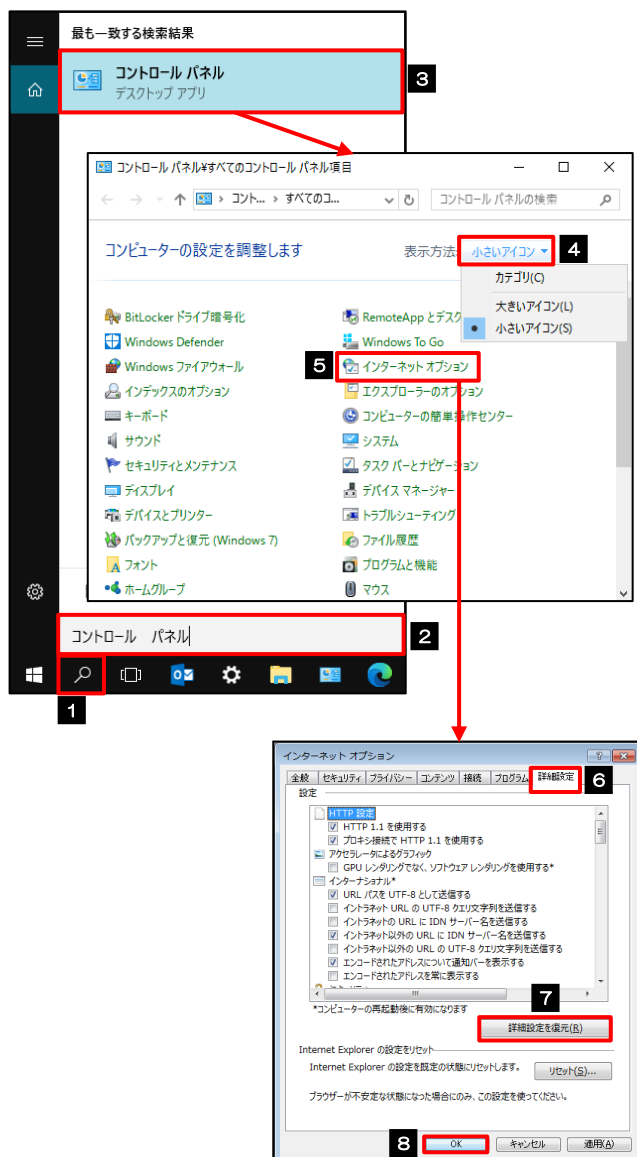 最も一致する検索結果
コントロール パネル
デスクトップ アプリ
3
コントロール パネル¥すべてのコントロール パネル項目
コント... › すべてのコ...
コントロール パネルの検索
コンピューターの設定を調整します
表示方法:
小さいアイコン
4
カテゴリ(C)
大きいアイコン(L)
小さいアイコン(S)
BitLocker ドライブ暗号化
RemoteApp とデスク
Windows Defender
Windows To Go
Windows ファイアウォール
5
インターネット オプション
インデックスのオプション
エクスプローラーのオプション
キーボード
コンピューターの簡単操作センター
サウンド
システム
セキュリティとメンテナンス
タスク バーとナビゲーション
ディスプレイ
デバイス マネージャー
デバイスとプリンター
トラブルシューティング
バックアップと復元 (Windows 7)
ファイル履歴
フォント
プログラムと機能
ホームグループ
マウス
コントロール パネル
2
1
インターネット オプション
全般 セキュリティ プライバシー コンテンツ 接続 プログラム 詳細設定
6
設定
HTTP 設定
HTTP 1.1 を使用する
プロキシ接続で HTTP 1.1 を使用する
アクセラレータによるグラフィック
GPU レンダリングでなく、ソフトウェア レンダリングを使用する*
インターナショナル*
URL パスを UTF-8 として送信する
イントラネット URL の UTF-8 クエリ文字列を送信する
イントラネットの URL に IDN サーバー名を送信する
イントラネット以外の URL に IDN サーバー名を送信する
イントラネット以外の URL の UTF-8 クエリ文字列を送信する
エンコードされたアドレスについて通知バーを表示する
エンコードされたアドレスを常に表示する
*コンピューターの再起動後に有効になります
7
詳細設定を復元(R)
Internet Explorer の設定をリセット
Internet Explorer の設定を既定の状態にリセットします。
リセット(S)...
ブラウザーが不安定な状態になった場合にのみ、この設定を使ってください。
8
OK
キャンセル
適用(A)